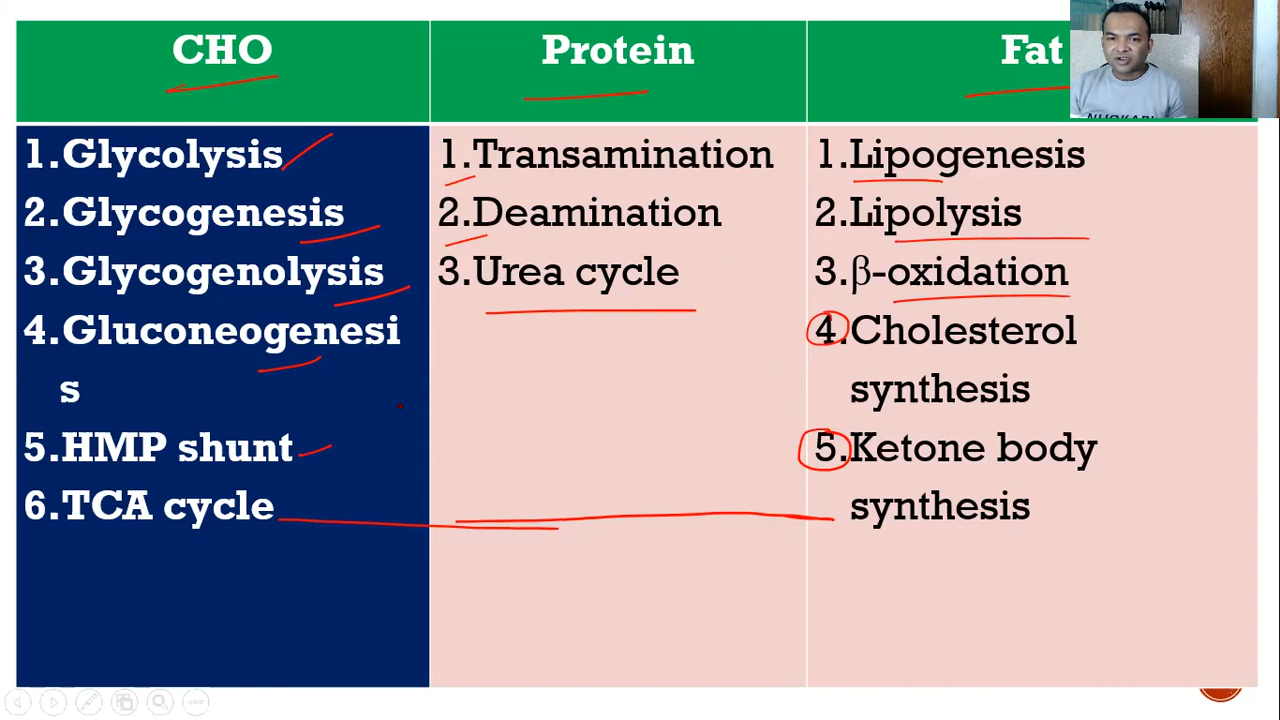 CHO
Protein
Fat
1.Glycolysis
2.Glycogenesis
3.Glycogenolysis
4.Gluconeogenesi
s
5.HMP shunt
6.TCA cycle
1.Transamination
2.Deamination
3.Urea cycle
1.Lipogenesis
2.Lipolysis
3.β-oxidation
4.Cholesterol
synthesis
5.Ketone body
synthesis